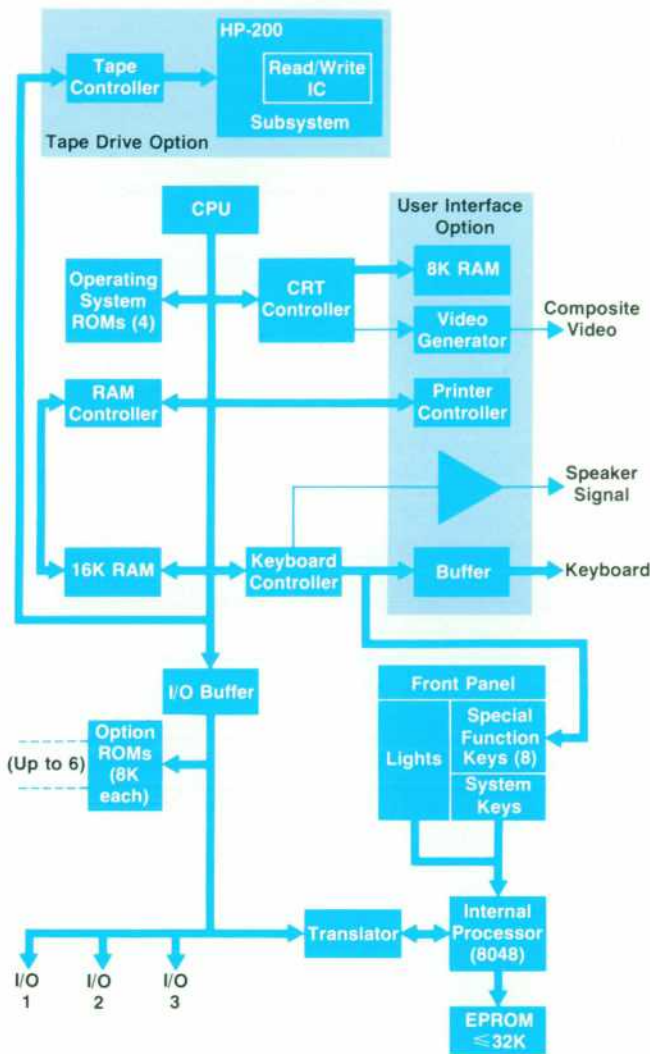 HP-200
Tape
Controller
Read/Write
IC
Subsystem
Tape Drive Option
CPU
User Interface
Option
Operating
System
ROMs (4)
CRT
Controller
8K RAM
Video
Generator
Composite
Video
RAM
Controller
Printer
Controller
Speaker
Signal
16K RAM
Keyboard
Controller
Buffer
Keyboard
I/O Buffer
Front Panel
(Up to 6)
Option
ROMs
(8K
each)
Lights
Special
Function
Keys (8)
System
Keys
Translator
Internal
Processor
(8048)
I/O
1
I/O
2
I/O
3
EPROM
≤32K